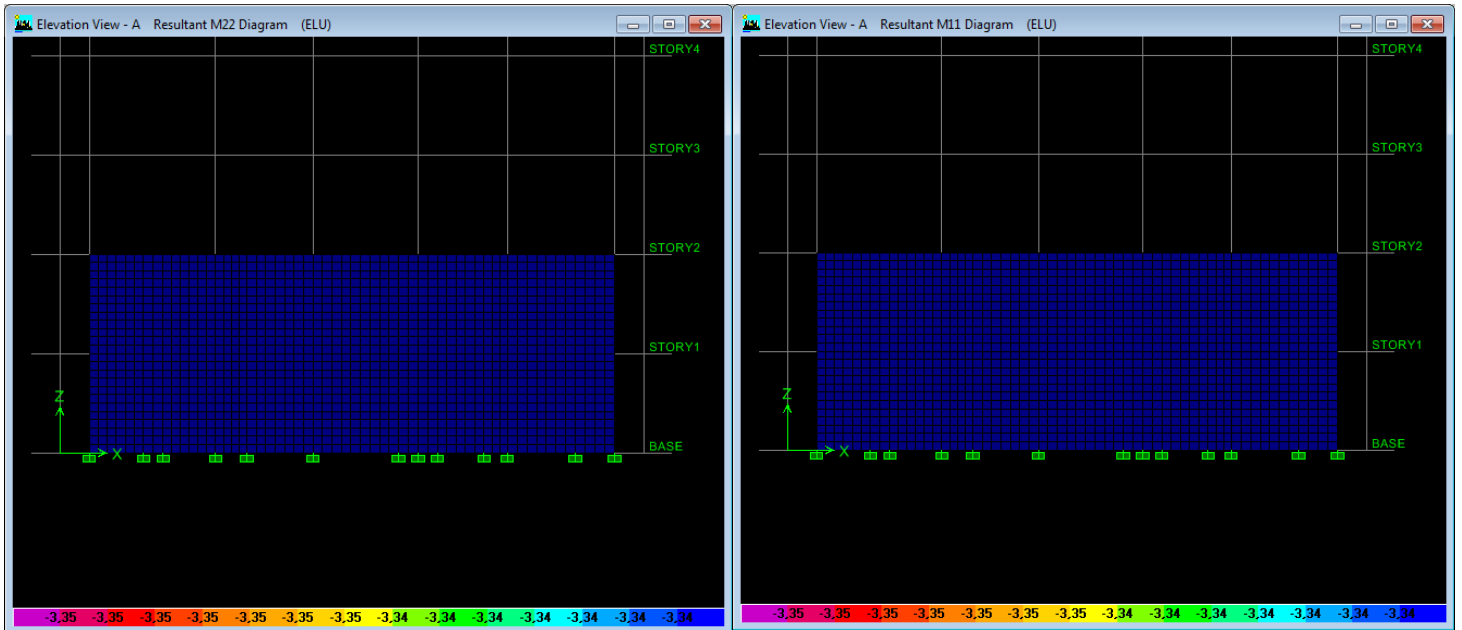 Elevation View - A   Resultant M22 Diagram   (ELU)
STORY4
STORY3
STORY2
STORY1
Z
X
BASE
-3,35 -3,35 -3,35 -3,35 -3,35 -3,35 -3,35 -3,34 -3,34 -3,34 -3,34 -3,34 -3,34 -3,34
Elevation View - A   Resultant M11 Diagram   (ELU)
STORY4
STORY3
STORY2
STORY1
Z
X
BASE
-3,35 -3,35 -3,35 -3,35 -3,35 -3,35 -3,35 -3,34 -3,34 -3,34 -3,34 -3,34 -3,34 -3,34